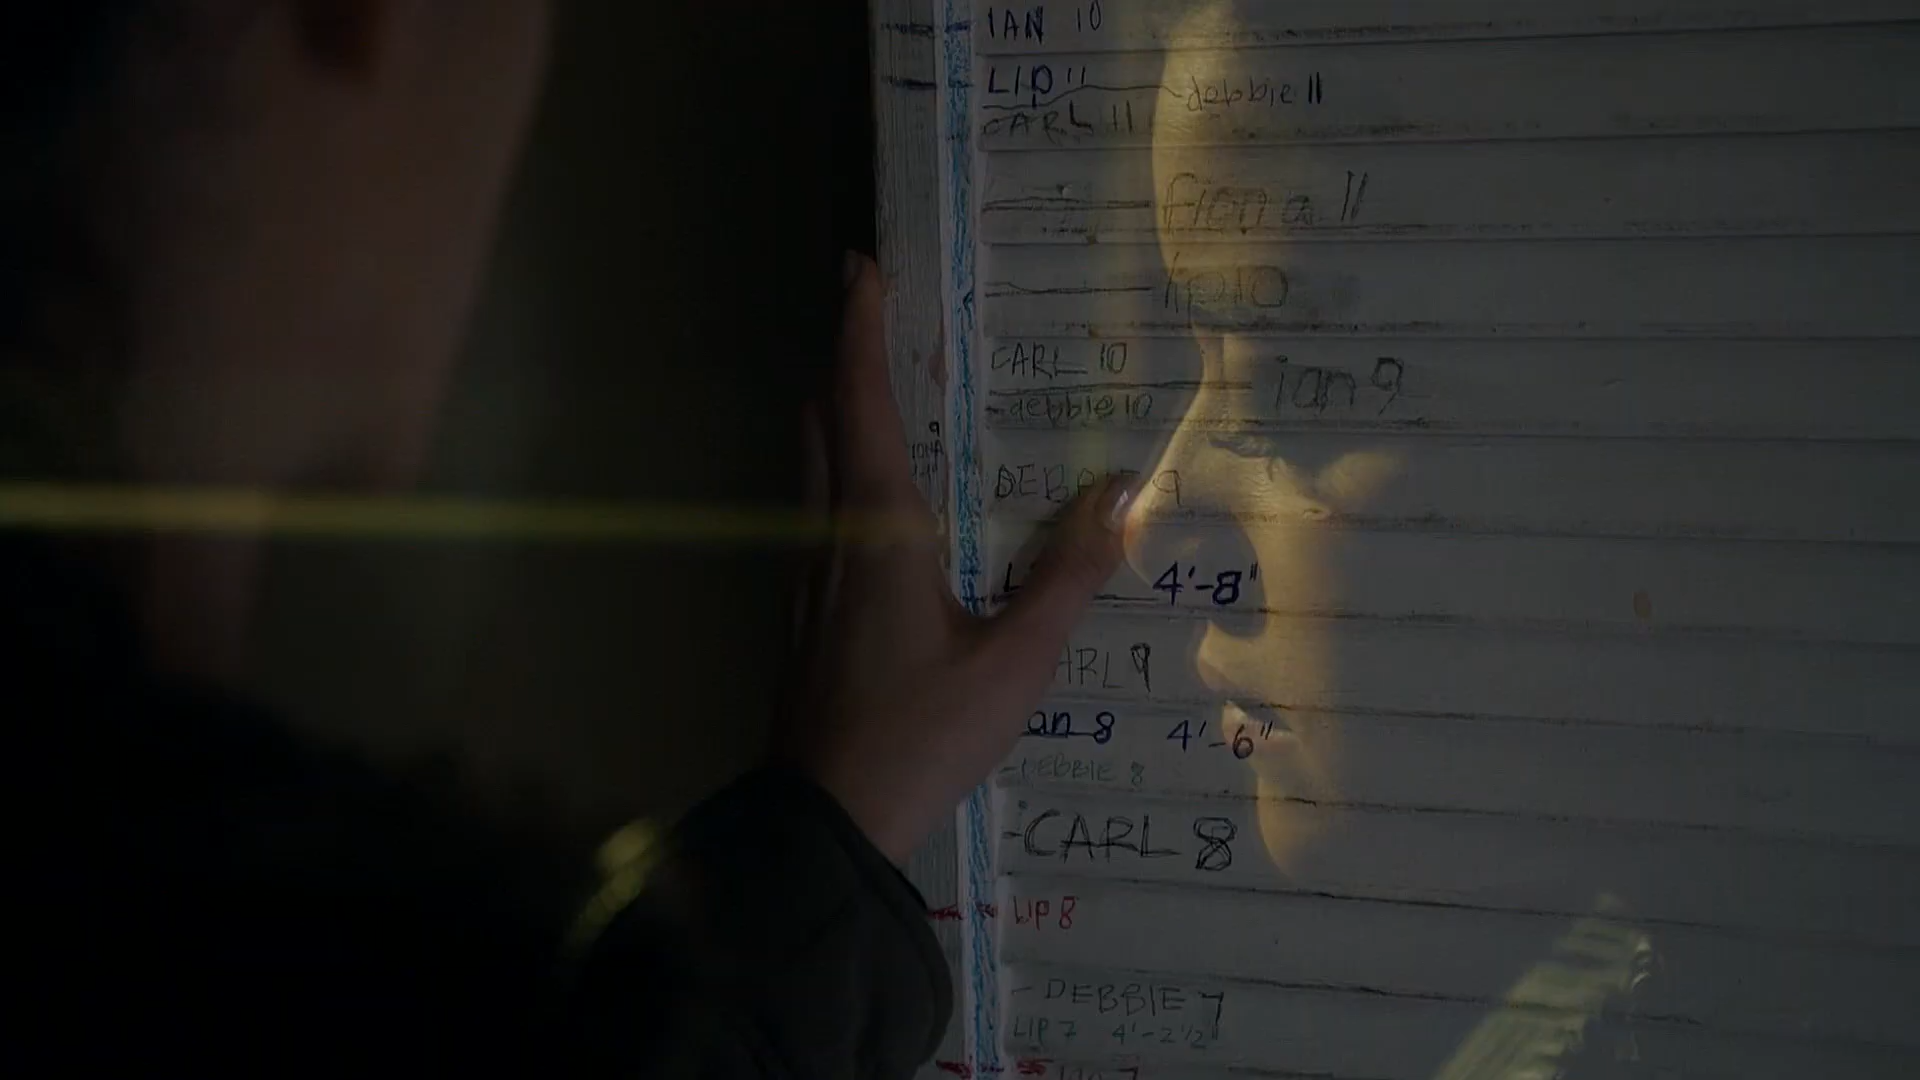 IAN 10
LIP 11
debbie 11
CARL 11
fiona 11
lip 10
CARL 10
ian 9
-debbie 10
DEBBIE 9
4'-8"
ARL 9
an 8 4'-6"
-DEBBIE 8
-CARL 8
LIP 8
- DEBBIE 7
LIP 7 4'-2 1/2"